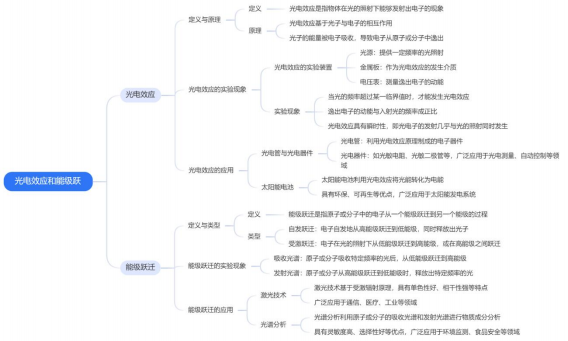 光电效应和能级跃
光电效应
定义与原理
定义
光电效应是指物体在光的照射下能够发射出电子的现象
原理
光电效应基于光子与电子的相互作用
光子的能量被电子吸收，导致电子从原子或分子中逸出
光电效应的实验现象
光电效应的实验装置
光源：提供一定频率的光照射
金属板：作为光电效应的发生介质
电压表：测量逸出电子的动能
实验现象
当光的频率超过某一临界值时，才能发生光电效应
逸出电子的动能与入射光的频率成正比
光电效应具有瞬时性，即光电子的发射几乎与光的照射同时发生
光电效应的应用
光电管与光电器件
光电管：利用光电效应原理制成的电子器件
光电器件：如光敏电阻、光敏二极管等，广泛应用于光电测量、自动控制等领
域
太阳能电池
太阳能电池利用光电效应将光能转化为电能
具有环保、可再生等优点，广泛应用于太阳能发电系统
能级跃迁
定义与类型
定义
能级跃迁是指原子或分子中的电子从一个能级跃迁到另一个能级的过程
类型
自发跃迁：电子自发地从高能级跃迁到低能级，同时释放出光子
受激跃迁：电子在光的照射下从低能级跃迁到高能级，或在高能级之间跃迁
能级跃迁的实验现象
吸收光谱：原子或分子吸收特定频率的光后，从低能级跃迁到高能级
发射光谱：原子或分子从高能级跃迁到低能级时，释放出特定频率的光
能级跃迁的应用
激光技术
激光技术基于受激辐射原理，具有单色性好、相干性强等特点
广泛应用于通信、医疗、工业等领域
光谱分析
光谱分析利用原子或分子的吸收光谱和发射光谱进行物质成分分析
具有灵敏度高、选择性好等优点，广泛应用于环境监测、食品安全等领域